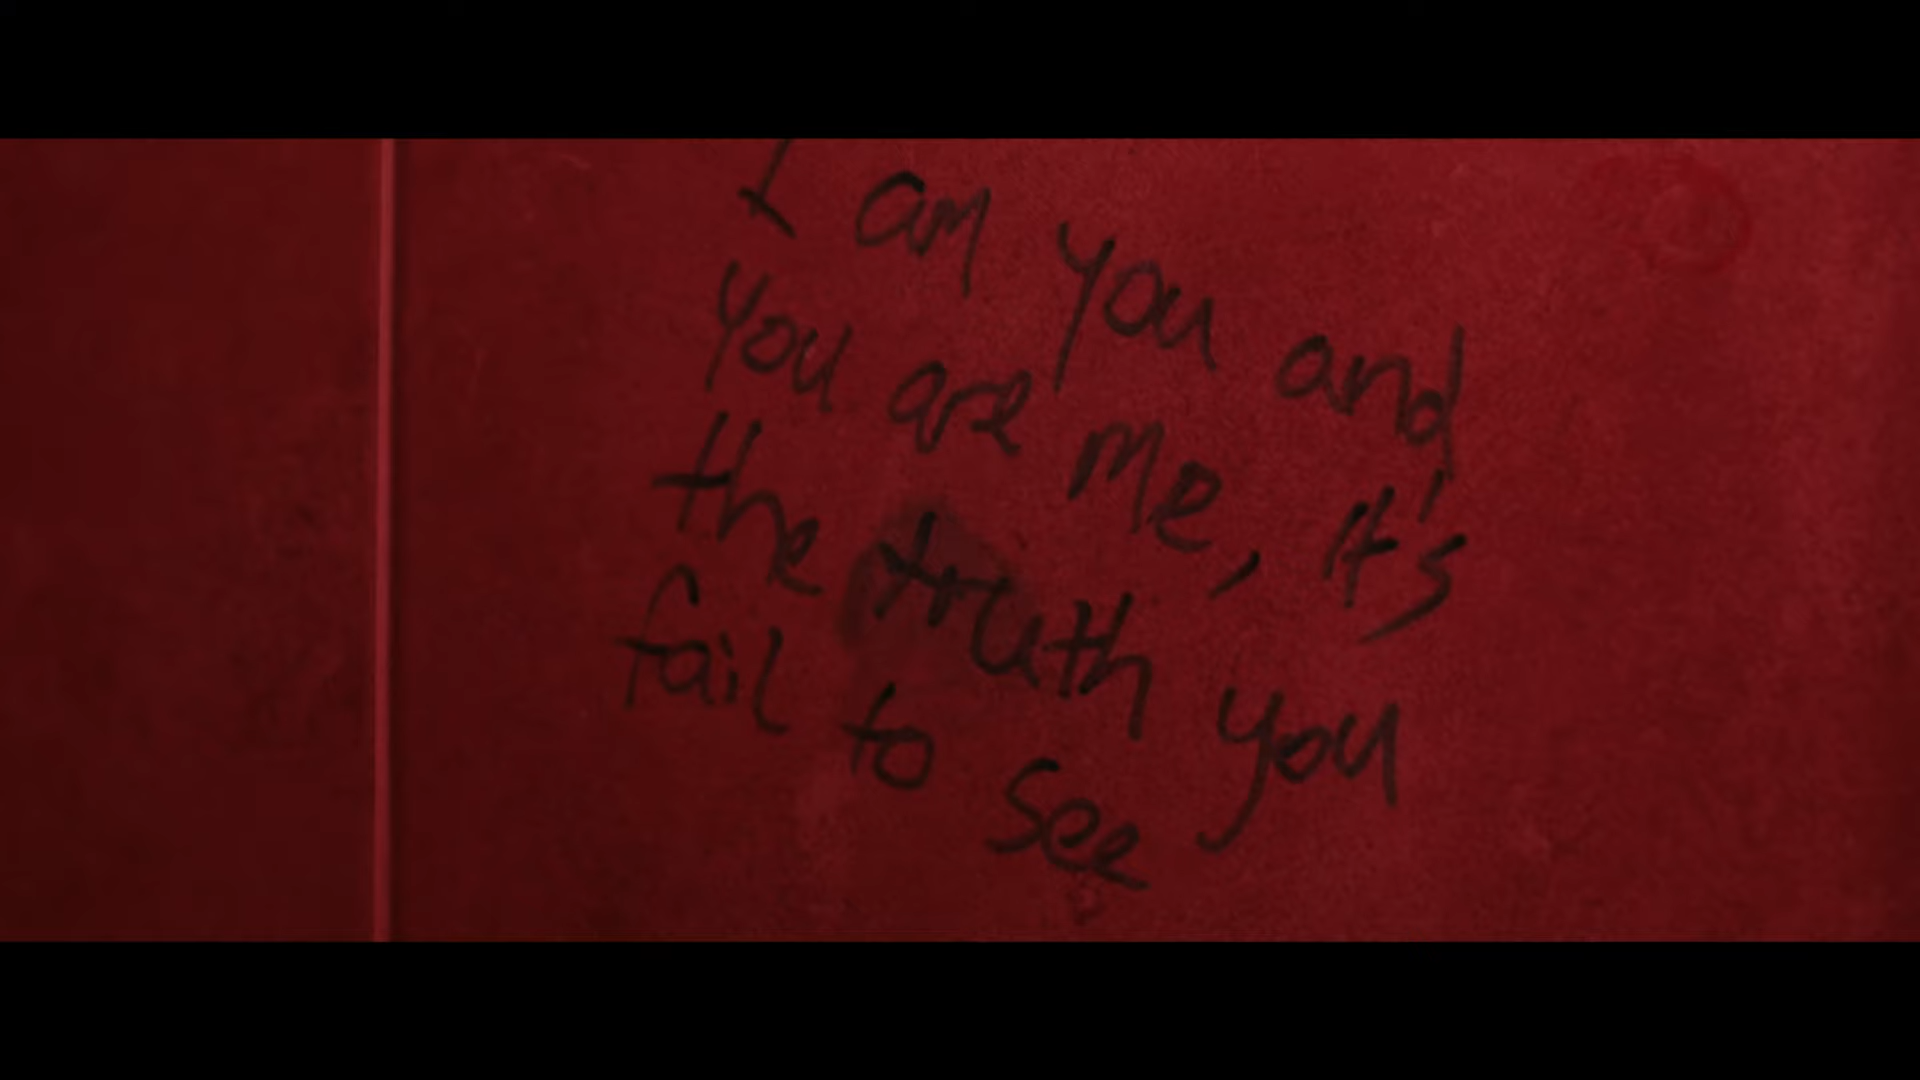 I am you and
you are me, it's
the truth you
fail to see